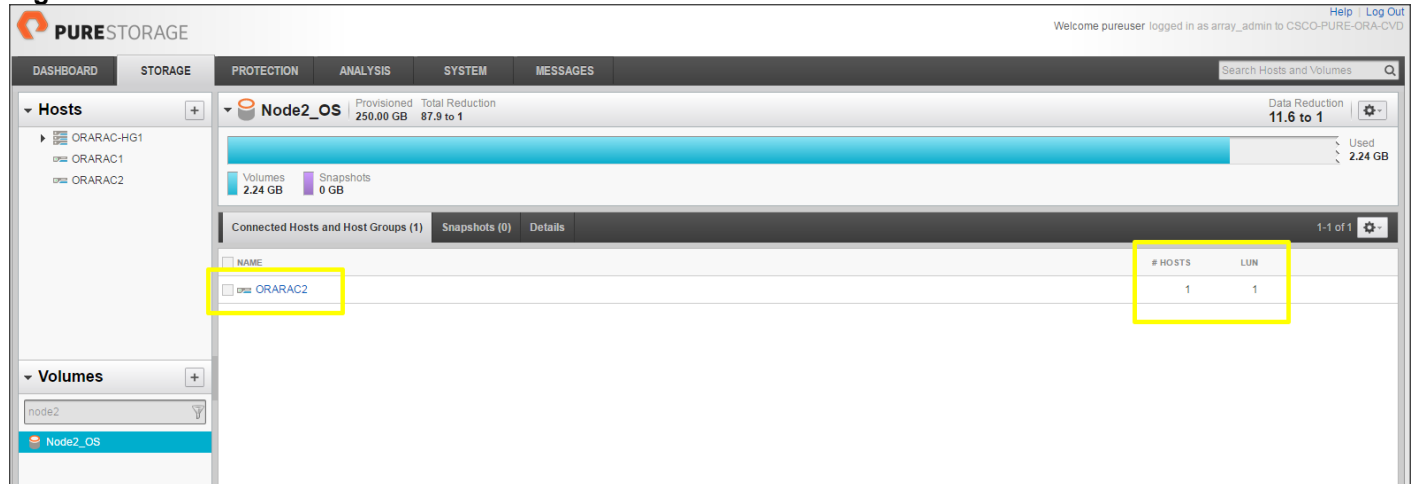 Help | Log Out
PURESTORAGE
Welcome pureuser logged in as array_admin to CSCO-PURE-ORA-CVD
DASHBOARD STORAGE PROTECTION ANALYSIS SYSTEM MESSAGES Search Hosts and Volumes
Hosts
ORARAC-HG1
ORARAC1
ORARAC2
Node2_OS Provisioned 250.00 GB Total Reduction 87.9 to 1 Data Reduction 11.6 to 1
Used
2.24 GB
Volumes Snapshots
2.24 GB 0 GB
Connected Hosts and Host Groups (1) Snapshots (0) Details 1-1 of 1
NAME # HOSTS LUN
ORARAC2 1 1
Volumes
node2
Node2_OS